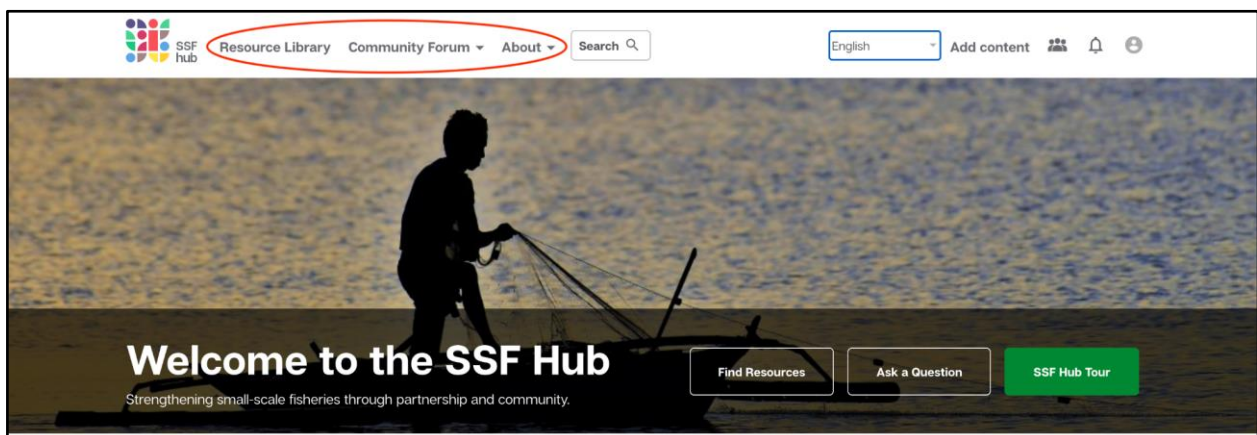 SSF
hub
Resource Library Community Forum About Search
English Add content
Welcome to the SSF Hub
Strengthening small-scale fisheries through partnership and community.
Find Resources Ask a Question SSF Hub Tour